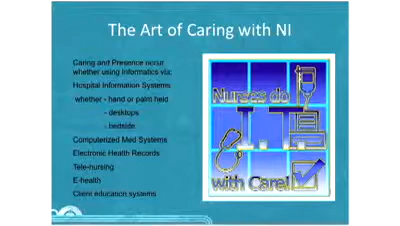 The Art of Caring with NI
Caring and Presence occur
whether using Informatics via:
Hospital Information Systems
whether - hand or palm held
- desktops
- bedside
Computerized Med Systems
Electronic Health Records
Tele-nursing
E-health
Client education systems
Nurses do
I.T.
with Care!